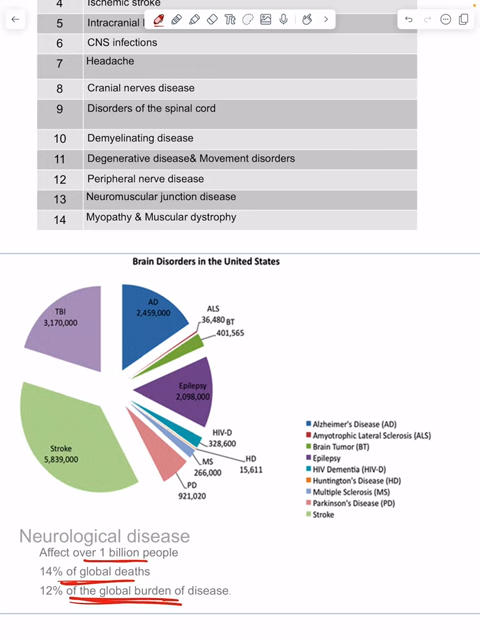 4 Ischemic stroke
5 Intracranial
6 CNS infections
7 Headache
8 Cranial nerves disease
9 Disorders of the spinal cord
10 Demyelinating disease
11 Degenerative disease& Movement disorders
12 Peripheral nerve disease
13 Neuromuscular junction disease
14 Myopathy & Muscular dystrophy
Brain Disorders in the United States
AD
2,459,000
ALS
36,480
BT
401,565
Epilepsy
2,098,000
HIV-D
328,600
HD
15,611
MS
266,000
PD
921,020
Stroke
5,839,000
TBI
3,170,000
Alzheimer's Disease (AD)
Amyotrophic Lateral Sclerosis (ALS)
Brain Tumor (BT)
Epilepsy
HIV Dementia (HIV-D)
Huntington's Disease (HD)
Multiple Sclerosis (MS)
Parkinson's Disease (PD)
Stroke
Neurological disease
Affect over 1 billion people
14% of global deaths
12% of the global burden of disease.